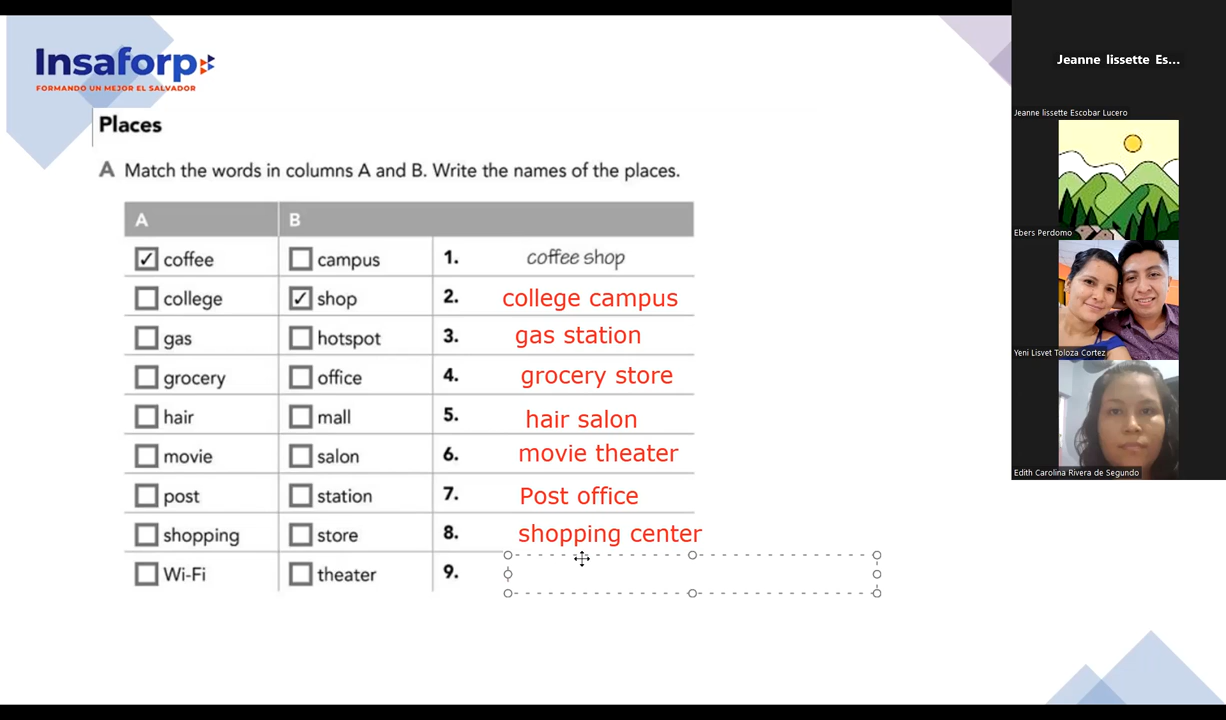 Insaforp
FORMANDO UN MEJOR EL SALVADOR
Places
A Match the words in columns A and B. Write the names of the places.
A B
✓ coffee campus 1. coffee shop
college ✓ shop 2. college campus
gas hotspot 3. gas station
grocery office 4. grocery store
hair mall 5. hair salon
movie salon 6. movie theater
post station 7. Post office
shopping store 8. shopping center
Wi-Fi theater 9.
Jeanne lissette Es...
Jeanne lissette Escobar Lucero
Ebers Perdomo
Yeni Lisvet Toloza Cortez
Edith Carolina Rivera de Segundo